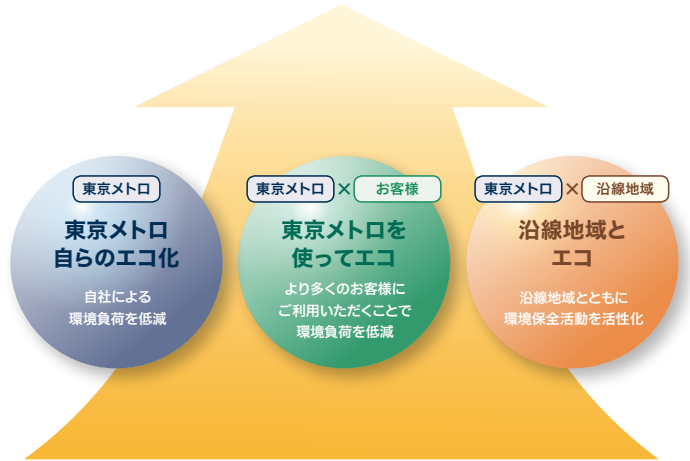 東京メトロ
東京メトロ
自らのエコ化
自社による
環境負荷を低減
東京メトロ×お客様
東京メトロを
使ってエコ
より多くのお客様に
ご利用いただくことで
環境負荷を低減
東京メトロ×沿線地域
沿線地域と
エコ
沿線地域とともに
環境保全活動を活性化